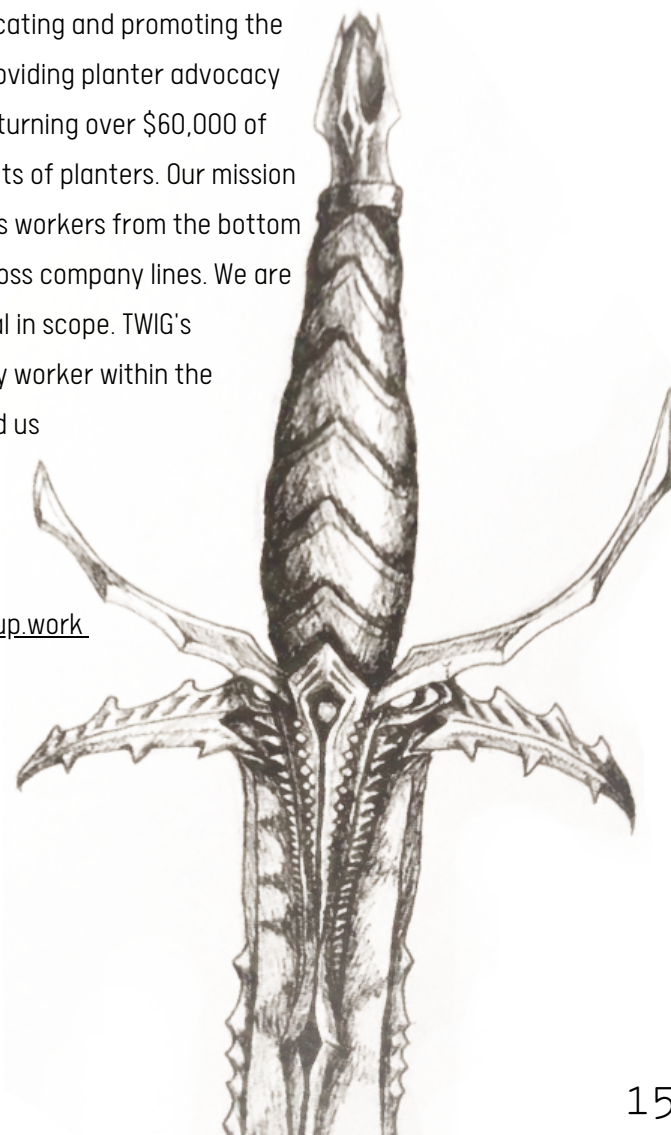 cating and promoting the
oviding planter advocacy
turning over $60,000 of
ts of planters. Our mission
s workers from the bottom
oss company lines. We are
al in scope. TWIG's
y worker within the
d us
up.work
15